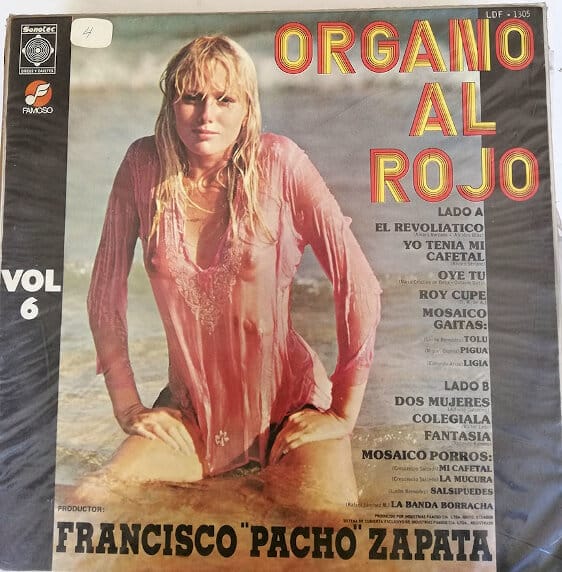 Sonotec
DISCOS Y CASETES
FAMOSO
4
LDF - 1305
ORGANO
AL
ROJO
VOL
6
LADO A
EL REVOLIATICO
YO TENIA MI
CAFETAL
OYE TU
ROY CUPE
MOSAICO
GAITAS:
TOLU
PIGUA
LIGIA
LADO B
DOS MUJERES
COLEGIALA
FANTASIA
MOSAICO PORROS:
MI CAFETAL
LA MUCURA
SALSIPUEDES
LA BANDA BORRACHA
PRODUCTOR:
FRANCISCO "PACHO" ZAPATA